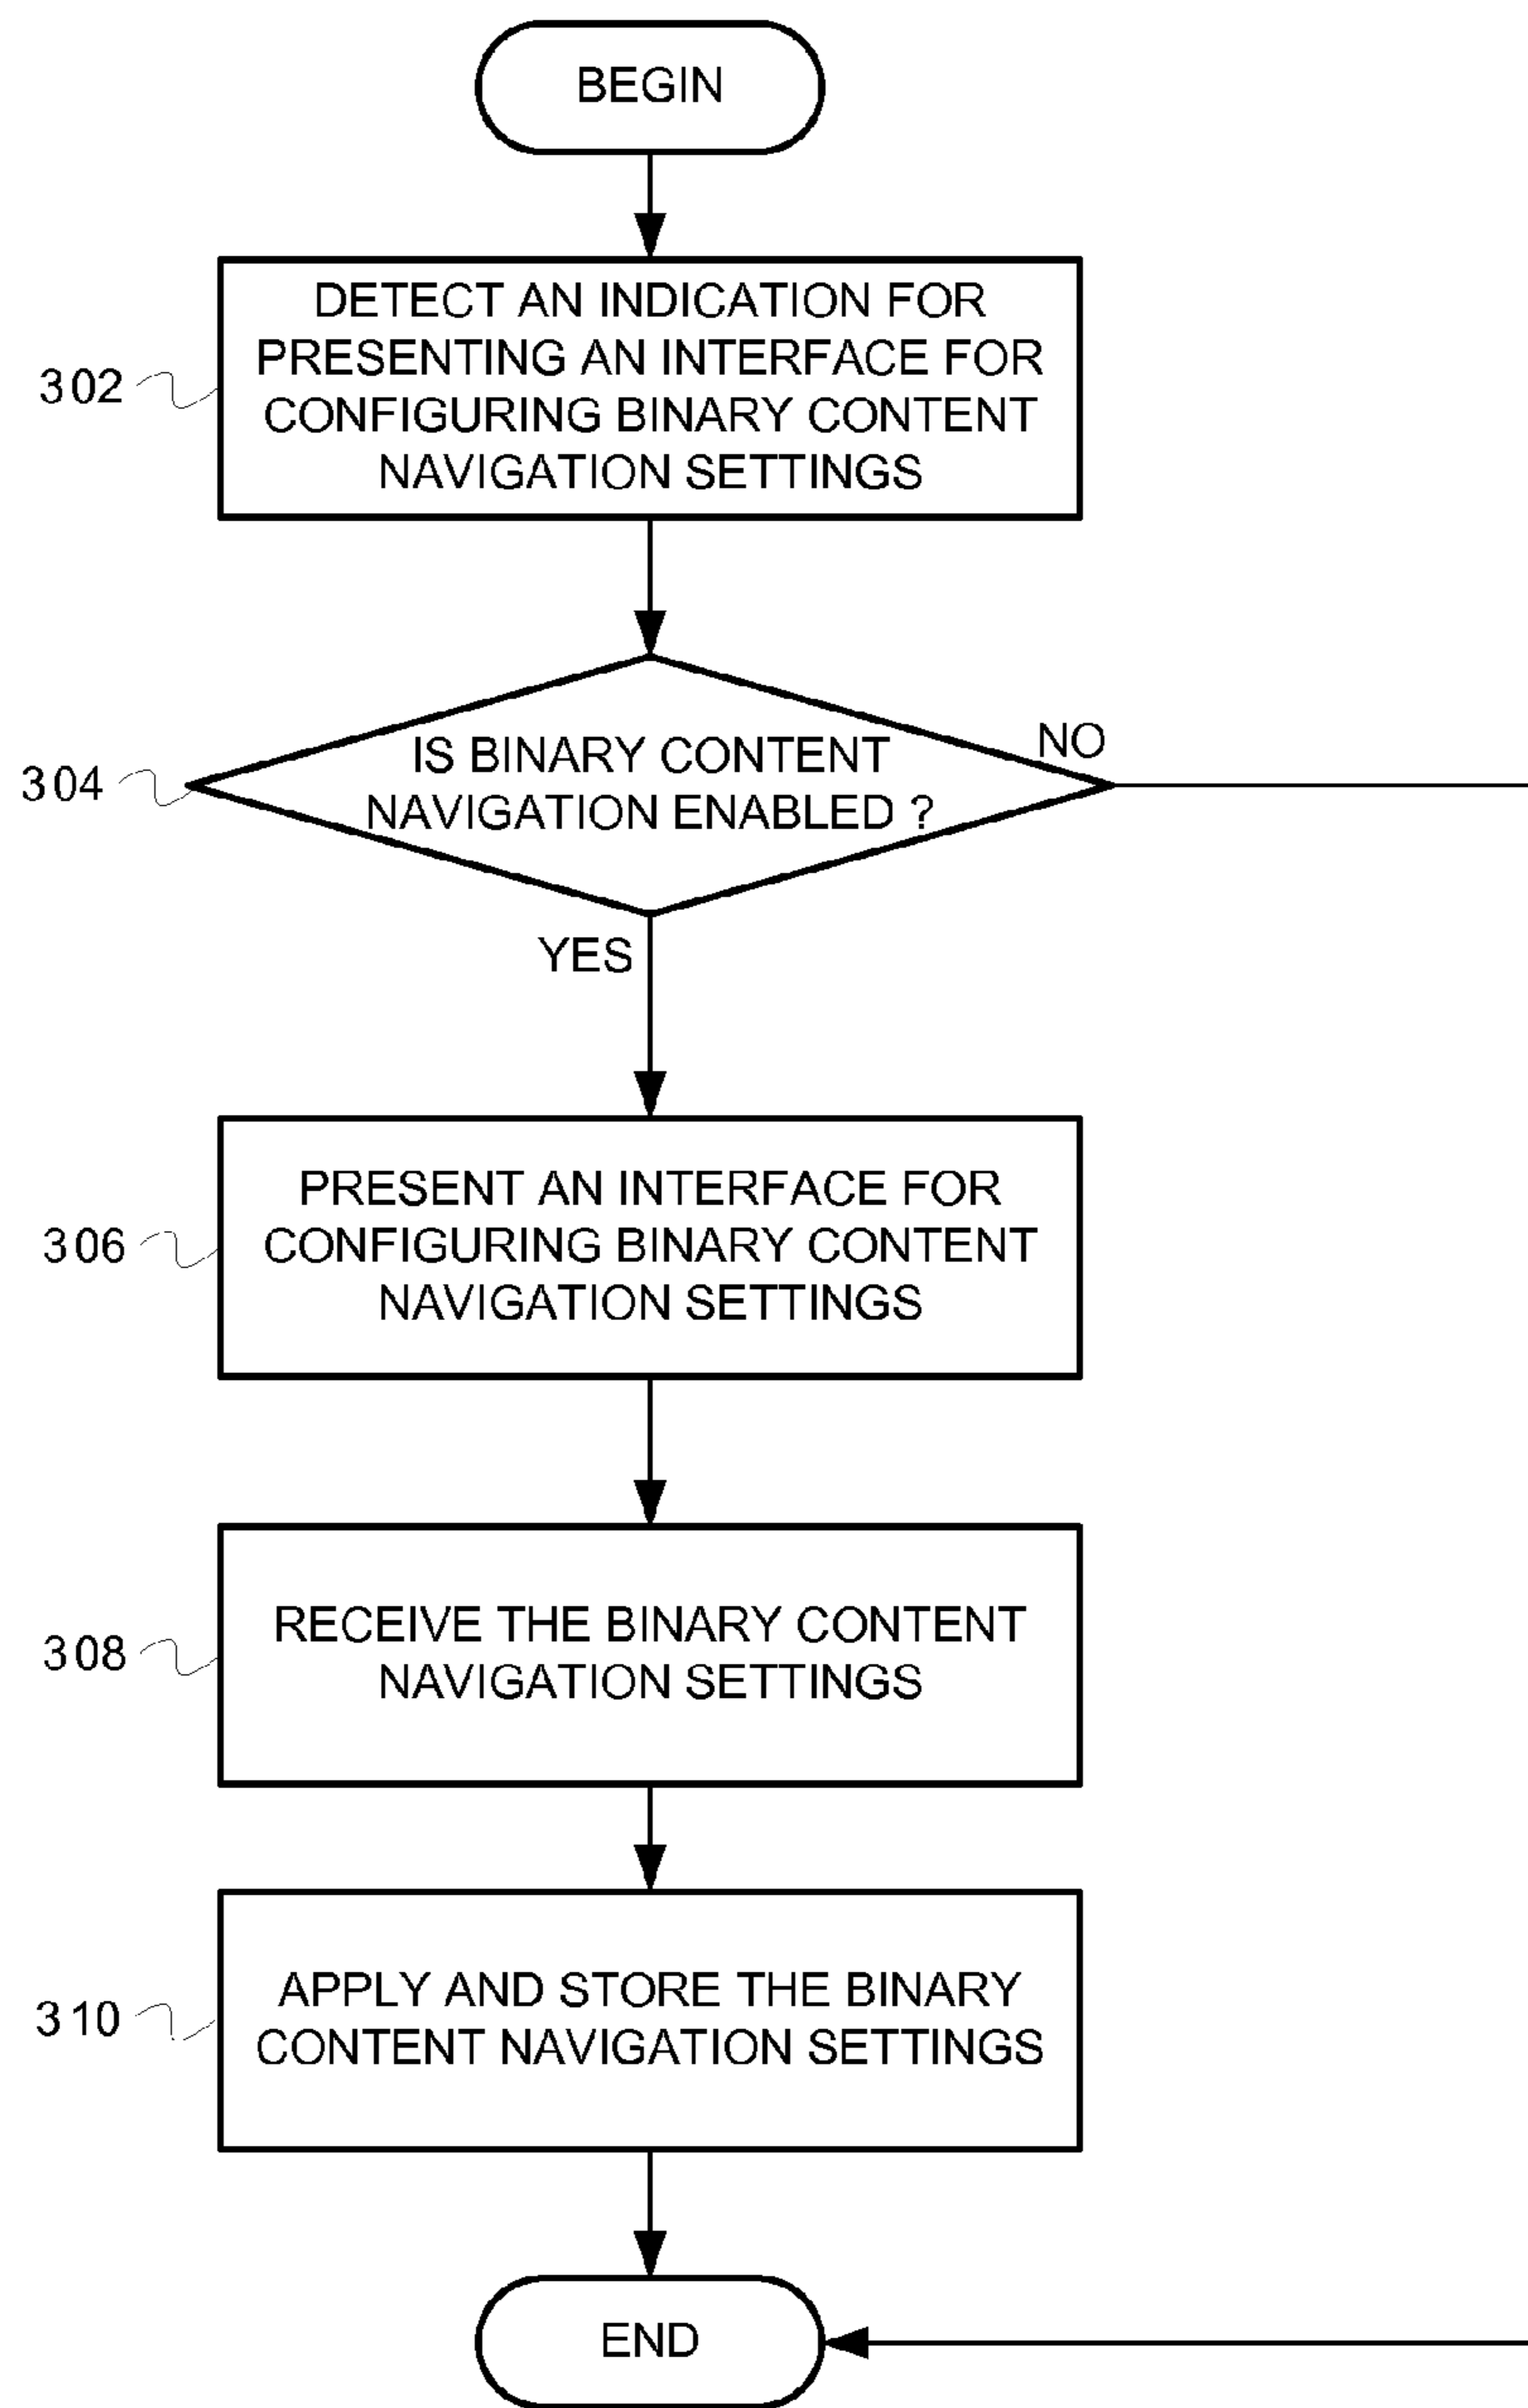 BEGIN
302
DETECT AN INDICATION FOR
PRESENTING AN INTERFACE FOR
CONFIGURING BINARY CONTENT
NAVIGATION SETTINGS
304
IS BINARY CONTENT
NAVIGATION ENABLED ?
NO
YES
306
PRESENT AN INTERFACE FOR
CONFIGURING BINARY CONTENT
NAVIGATION SETTINGS
308
RECEIVE THE BINARY CONTENT
NAVIGATION SETTINGS
310
APPLY AND STORE THE BINARY
CONTENT NAVIGATION SETTINGS
END